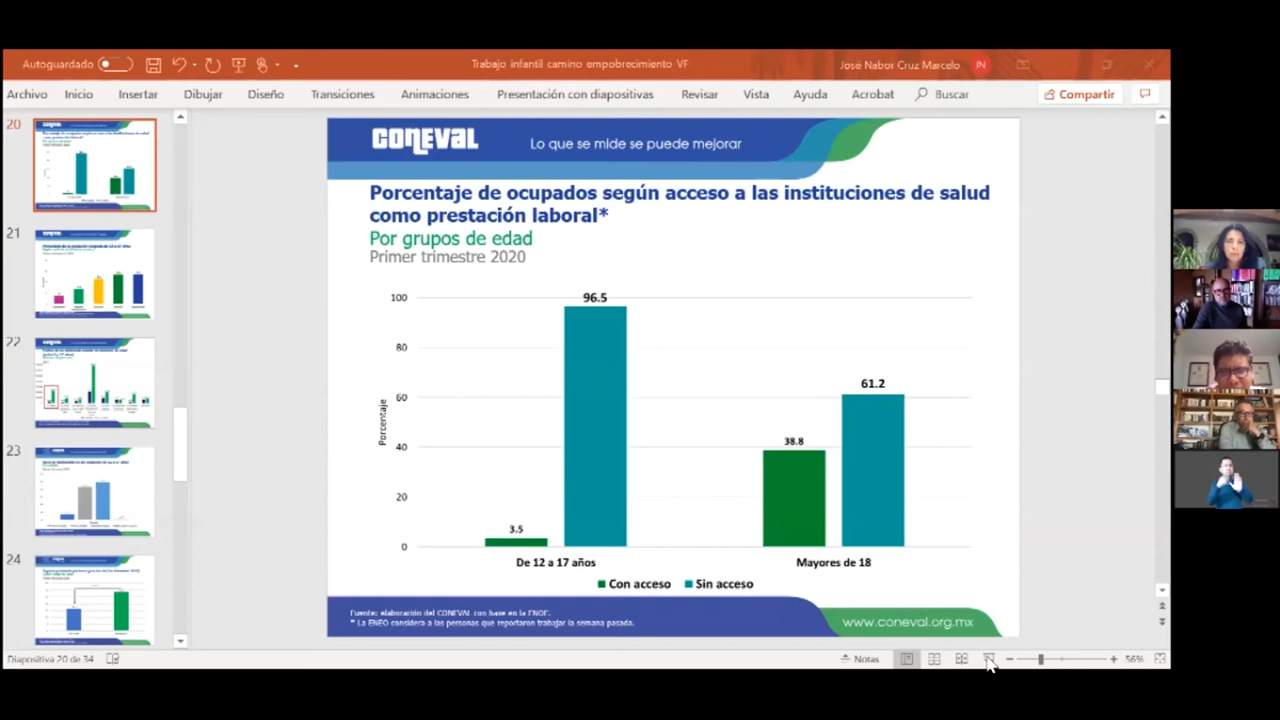 Autoguardado
Trabajo infantil camino empobrecimiento VF
José Nabor Cruz Marcelo
JN
Archivo Inicio Insertar Dibujar Diseño Transiciones Animaciones Presentación con diapositivas Revisar Vista Ayuda Acrobat Buscar
Compartir
20
21
22
23
24
CONEVAL
Lo que se mide se puede mejorar
Porcentaje de ocupados según acceso a las instituciones de salud
como prestación laboral*
Por grupos de edad
Primer trimestre 2020
Porcentaje
100
80
60
40
20
0
3.5
96.5
38.8
61.2
De 12 a 17 años
Mayores de 18
Con acceso Sin acceso
Fuente: elaboración del CONEVAL con base en la ENOE.
* La ENEO considera a las personas que reportaron trabajar la semana pasada.
www.coneval.org.mx
Diapositiva 20 de 34
Notas
56%